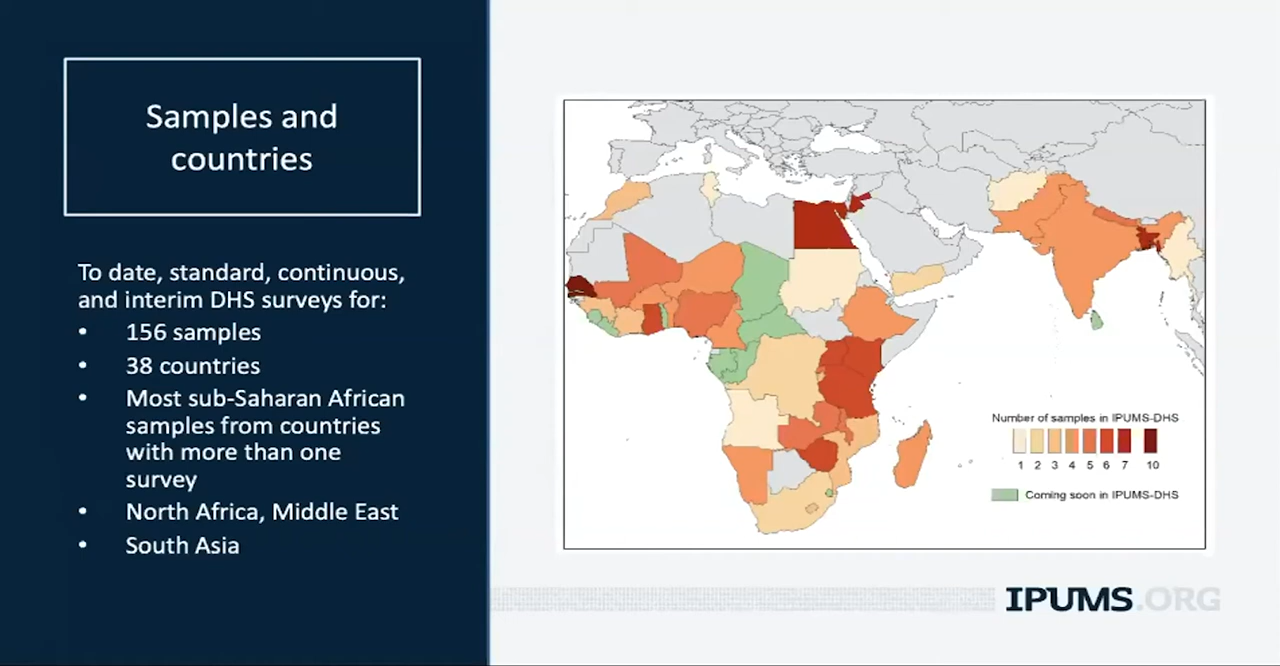 Samples and
countries
To date, standard, continuous,
and interim DHS surveys for:
• 156 samples
• 38 countries
• Most sub-Saharan African
samples from countries
with more than one
survey
• North Africa, Middle East
• South Asia
Number of samples in IPUMS-DHS
1 2 3 4 5 6 7 10
Coming soon in IPUMS-DHS
IPUMS.ORG